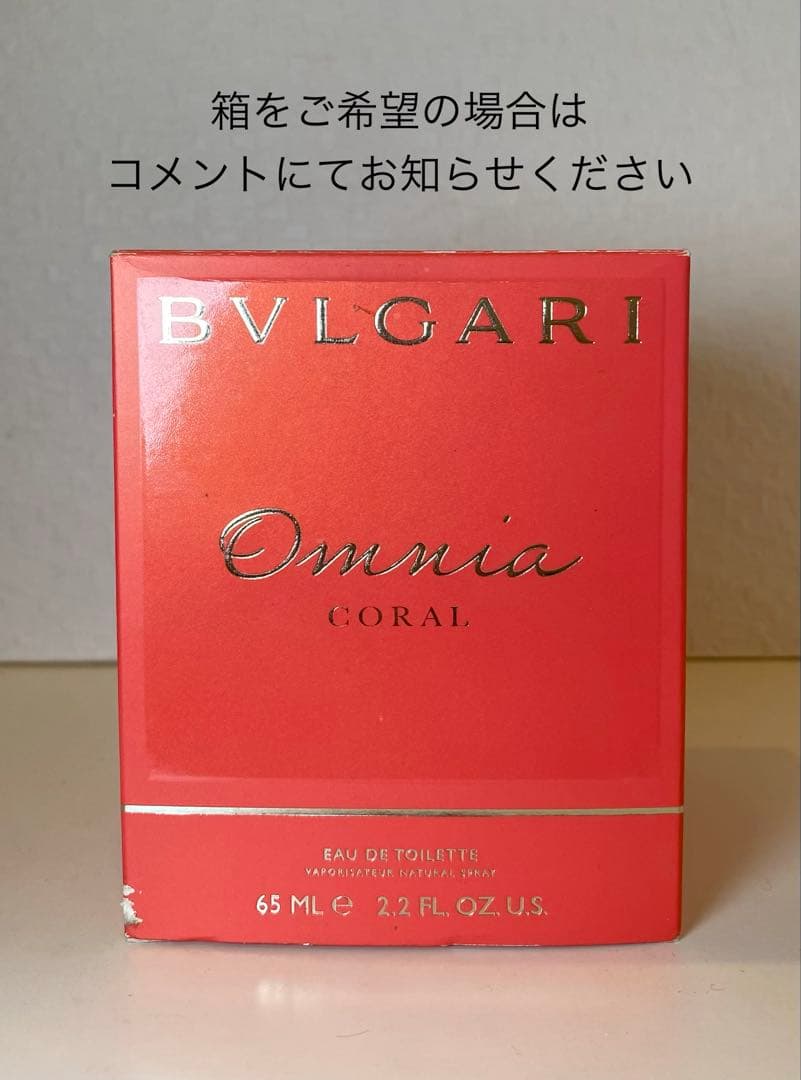 箱をご希望の場合は
コメントにてお知らせください
BVLGARI
Omnia
CORAL
EAU DE TOILETTE
VAPORISATEUR NATURAL SPRAY
65 ML ℮ 2.2 FL. OZ. U.S.